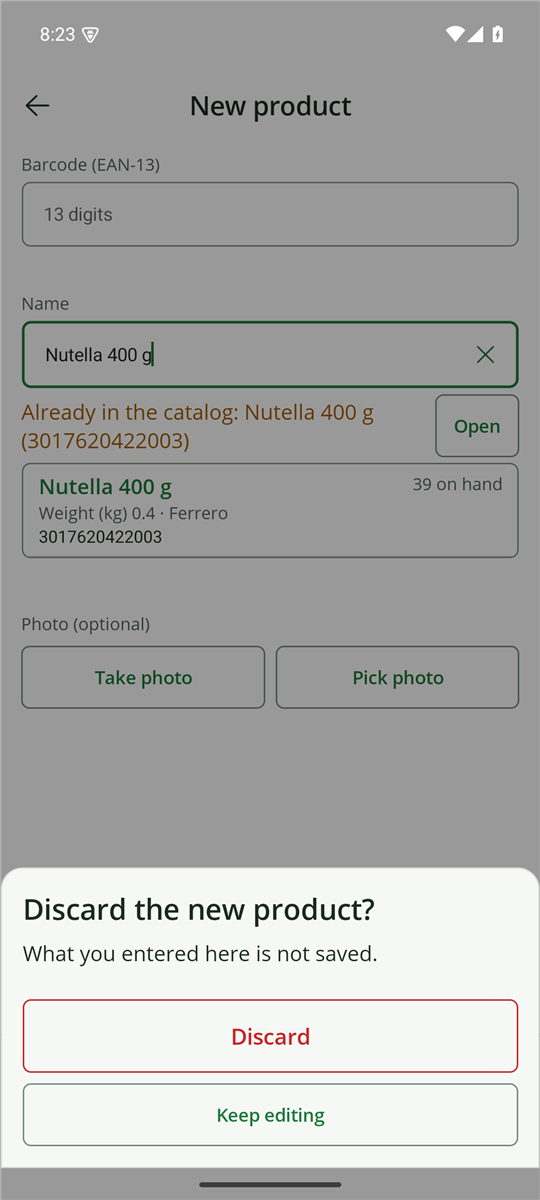 8:23
New product
Barcode (EAN-13)
13 digits
Name
Nutella 400 g
Already in the catalog: Nutella 400 g
(3017620422003)
Open
Nutella 400 g
39 on hand
Weight (kg) 0.4 · Ferrero
3017620422003
Photo (optional)
Take photo
Pick photo
Discard the new product?
What you entered here is not saved.
Discard
Keep editing